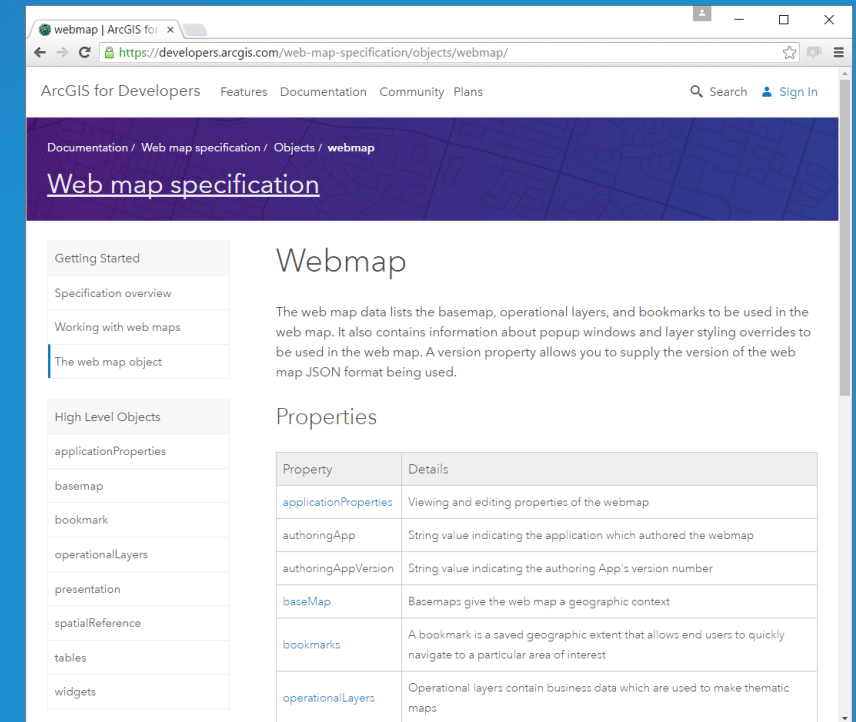 webmap | ArcGIS for
https://developers.arcgis.com/web-map-specification/objects/webmap/
ArcGIS for Developers Features Documentation Community Plans Search Sign In
Documentation / Web map specification / Objects / webmap
Web map specification
Getting Started
Specification overview
Working with web maps
The web map object
High Level Objects
applicationProperties
basemap
bookmark
operationalLayers
presentation
spatialReference
tables
widgets
Webmap
The web map data lists the basemap, operational layers, and bookmarks to be used in the
web map. It also contains information about popup windows and layer styling overrides to
be used in the web map. A version property allows you to supply the version of the web
map JSON format being used.
Properties
Property Details
applicationProperties Viewing and editing properties of the webmap
authoringApp String value indicating the application which authored the webmap
authoringAppVersion String value indicating the authoring App's version number
baseMap Basemaps give the web map a geographic context
bookmarks A bookmark is a saved geographic extent that allows end users to quickly
navigate to a particular area of interest
operationalLayers Operational layers contain business data which are used to make thematic
maps